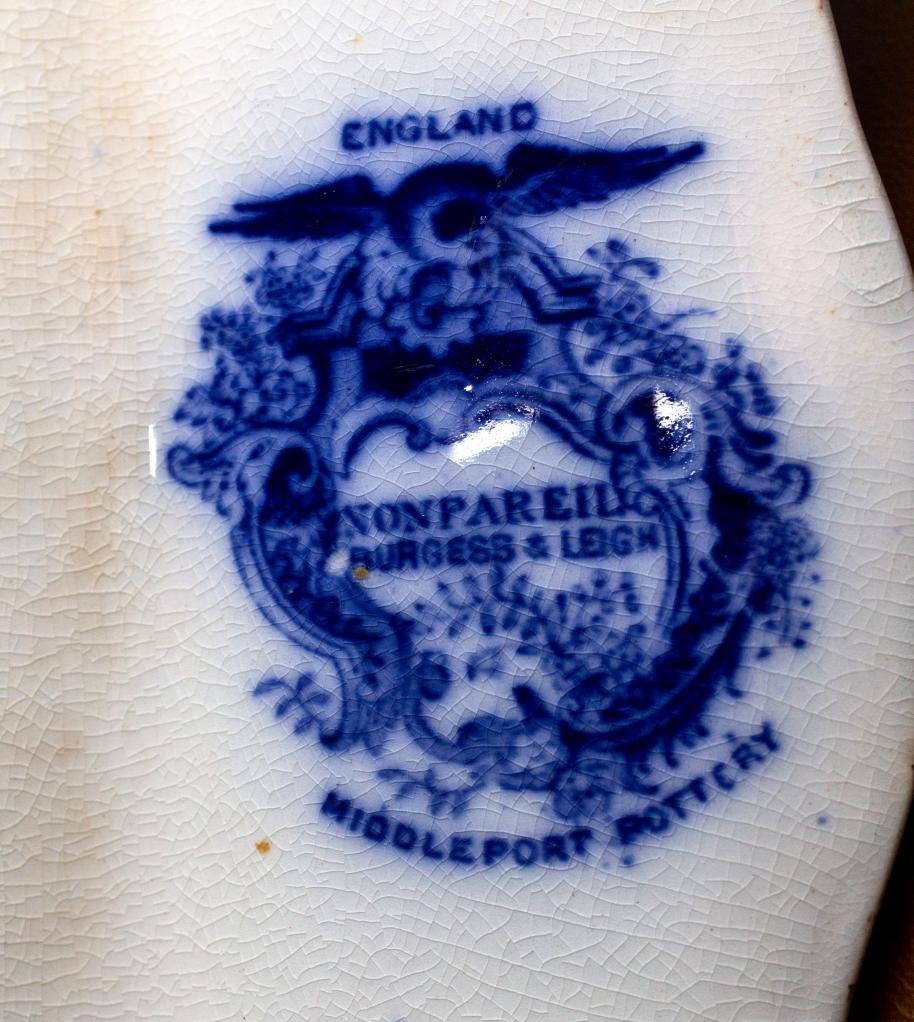 ENGLAND
NONPAREIL
BURGESS & LEIGH
MIDDLEPORT POTTERY